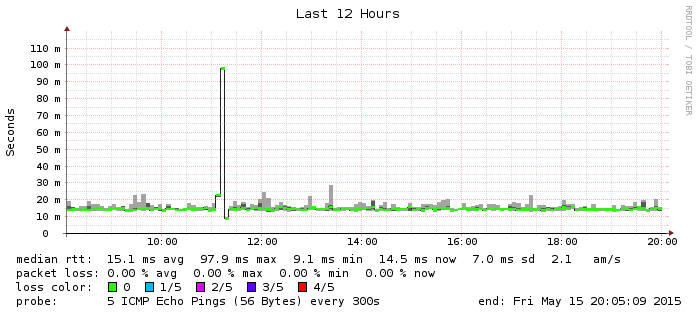 Last 12 Hours
RRDTOOL / TOBI OETIKER
Seconds
110 m
100 m
90 m
80 m
70 m
60 m
50 m
40 m
30 m
20 m
10 m
0
10:00 12:00 14:00 16:00 18:00 20:00
median rtt: 15.1 ms avg 97.9 ms max 9.1 ms min 14.5 ms now 7.0 ms sd 2.1 am/s
packet loss: 0.00 % avg 0.00 % max 0.00 % min 0.00 % now
loss color: 0 1/5 2/5 3/5 4/5
probe: 5 ICMP Echo Pings (56 Bytes) every 300s end: Fri May 15 20:05:09 2015